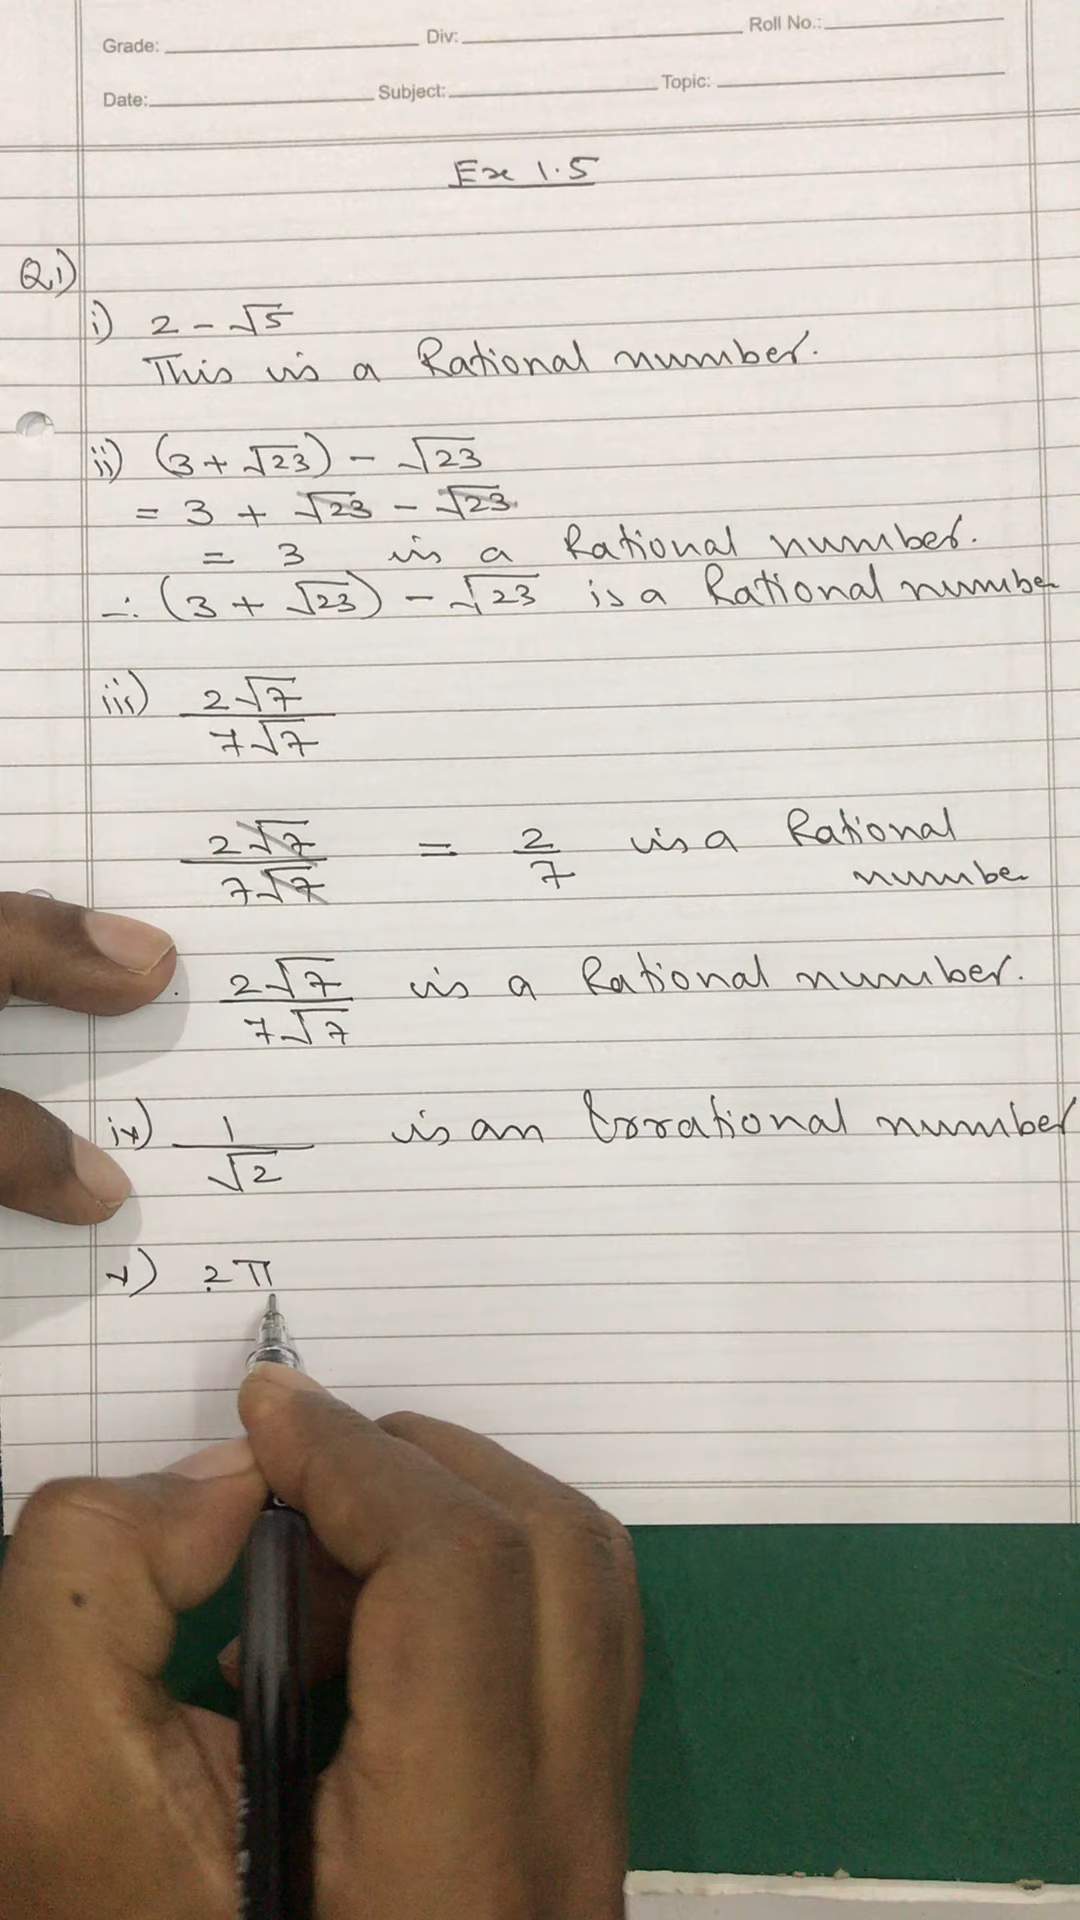 Grade: Div: Roll No.:
Date: Subject: Topic:
Ex 1.5
Q1)
i) 2 - √5
This is a Rational number.
ii) (3 + √23) - √23
= 3 + √23 - √23
= 3 is a Rational number.
∴ (3 + √23) - √23 is a Rational number
iii) 2√7
7√7
2√7 = 2 is a Rational
7√7 7 number
2√7 is a Rational number.
7√7
iv) 1 is an Irrational number
√2
v) 2π